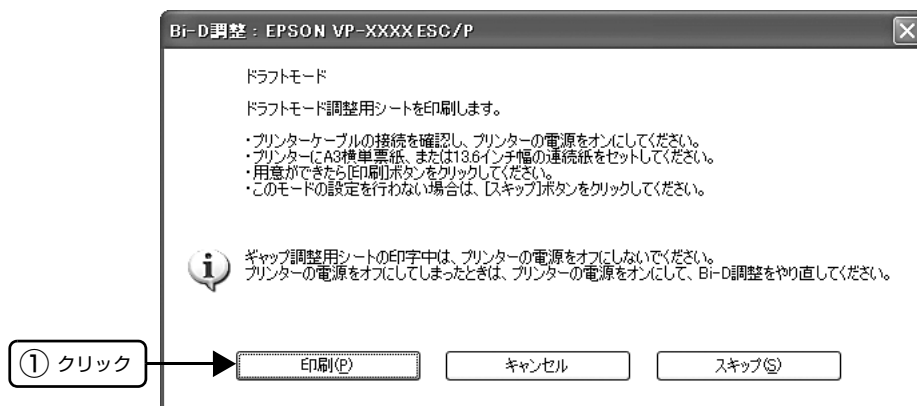 Bi-D調整:EPSON VP-XXXX ESC/P
ドラフトモード
ドラフトモード調整用シートを印刷します。
・プリンターケーブルの接続を確認し、プリンターの電源をオンにしてください。
・プリンターにA3横単票紙、または13.6インチ幅の連続紙をセットしてください。
・用意ができたら[印刷]ボタンをクリックしてください。
・このモードの設定を行わない場合は、[スキップ]ボタンをクリックしてください。
ギャップ調整用シートの印字中は、プリンターの電源をオフにしないでください。
プリンターの電源をオフにしてしまったときは、プリンターの電源をオンにして、Bi-D調整をやり直してください。
① クリック
印刷(P)
キャンセル
スキップ(S)